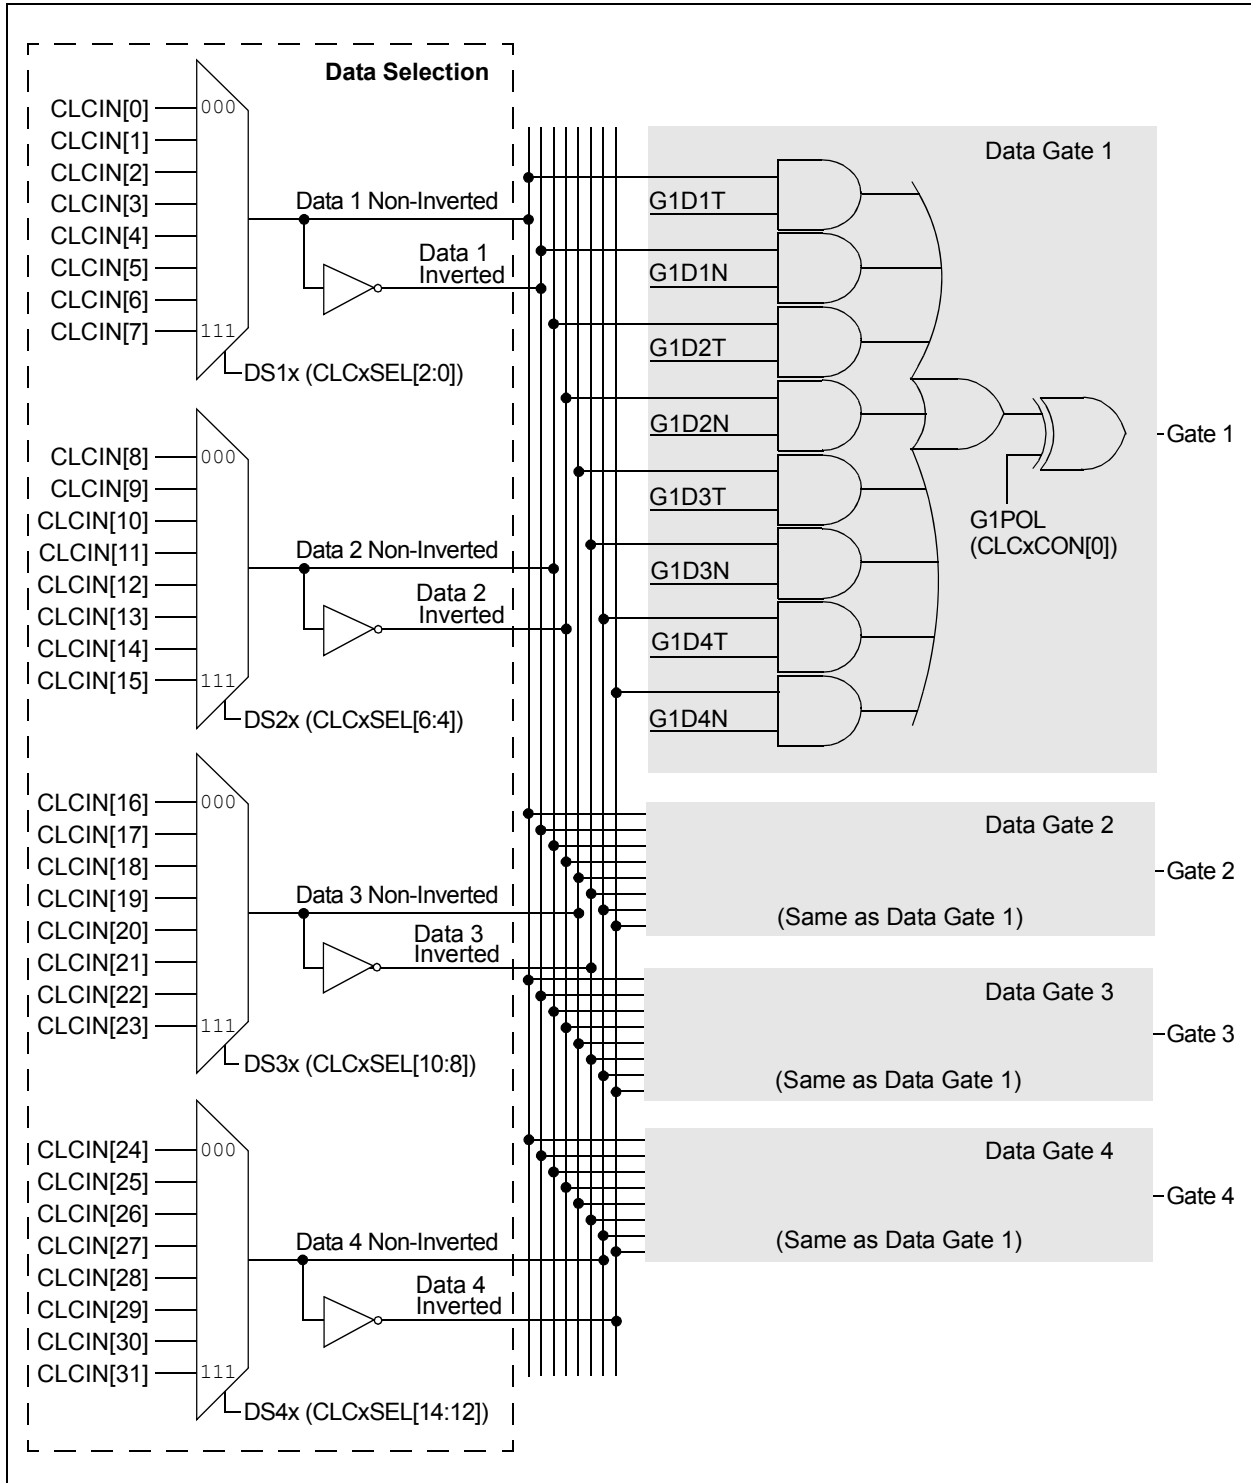 Data Selection
CLCIN[0]
CLCIN[1]
CLCIN[2]
CLCIN[3]
CLCIN[4]
CLCIN[5]
CLCIN[6]
CLCIN[7]
000
111
DS1x (CLCxSEL[2:0])
Data 1 Non-Inverted
Data 1
Inverted
CLCIN[8]
CLCIN[9]
CLCIN[10]
CLCIN[11]
CLCIN[12]
CLCIN[13]
CLCIN[14]
CLCIN[15]
000
111
DS2x (CLCxSEL[6:4])
Data 2 Non-Inverted
Data 2
Inverted
CLCIN[16]
CLCIN[17]
CLCIN[18]
CLCIN[19]
CLCIN[20]
CLCIN[21]
CLCIN[22]
CLCIN[23]
000
111
DS3x (CLCxSEL[10:8])
Data 3 Non-Inverted
Data 3
Inverted
CLCIN[24]
CLCIN[25]
CLCIN[26]
CLCIN[27]
CLCIN[28]
CLCIN[29]
CLCIN[30]
CLCIN[31]
000
111
DS4x (CLCxSEL[14:12])
Data 4 Non-Inverted
Data 4
Inverted
Data Gate 1
G1D1T
G1D1N
G1D2T
G1D2N
G1D3T
G1D3N
G1D4T
G1D4N
G1POL
(CLCxCON[0])
Gate 1
Data Gate 2
(Same as Data Gate 1)
Gate 2
Data Gate 3
(Same as Data Gate 1)
Gate 3
Data Gate 4
(Same as Data Gate 1)
Gate 4